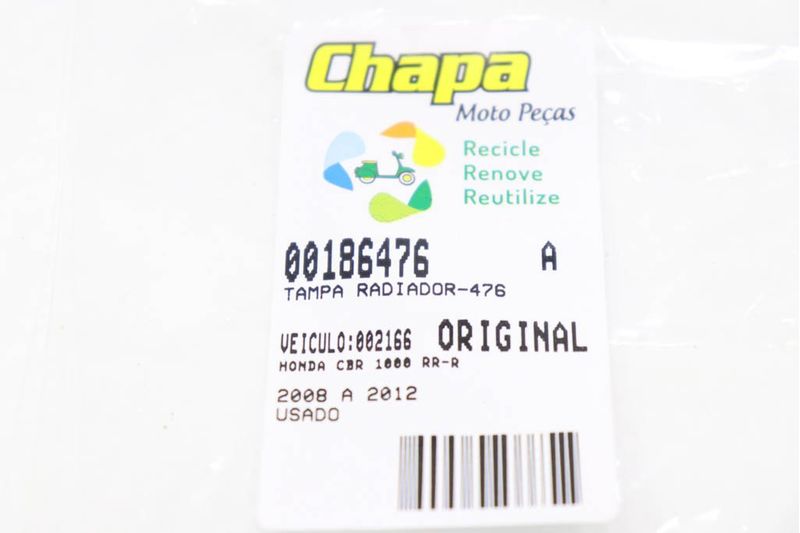 Chapa
Moto Peças
Recicle
Renove
Reutilize
00186476 A
TAMPA RADIADOR-476
VEICULO:002166 ORIGINAL
HONDA CBR 1000 RR-R
2008 A 2012
USADO